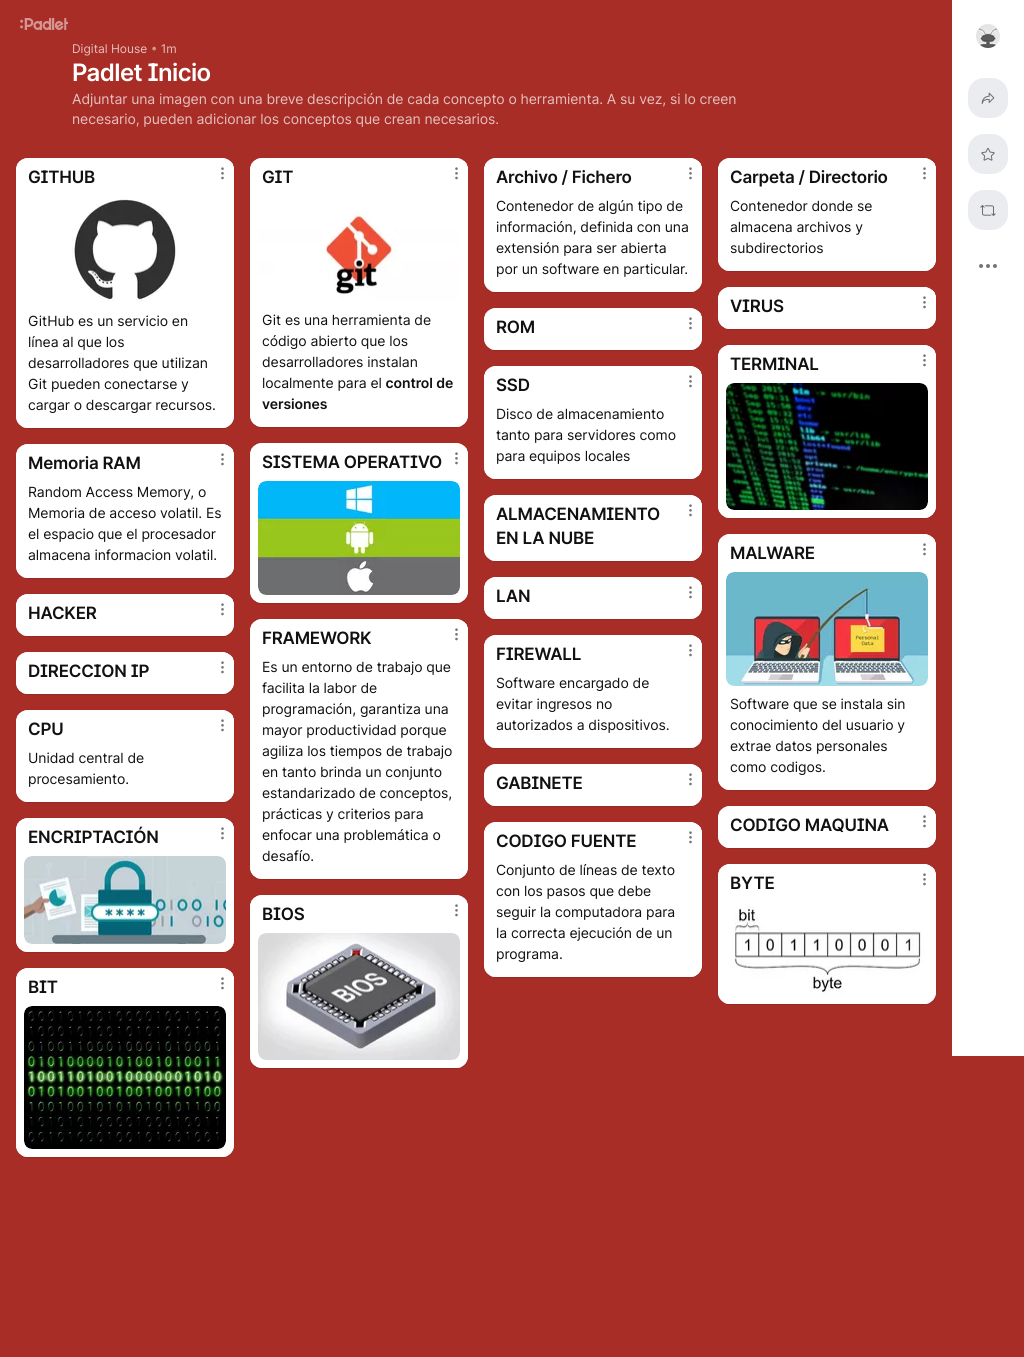 :Padlet
Digital House • 1m
Padlet Inicio
Adjuntar una imagen con una breve descripción de cada concepto o herramienta. A su vez, si lo creen
necesario, pueden adicionar los conceptos que crean necesarios.
GITHUB
GitHub es un servicio en
línea al que los
desarrolladores que utilizan
Git pueden conectarse y
cargar o descargar recursos.
Memoria RAM
Random Access Memory, o
Memoria de acceso volatil. Es
el espacio que el procesador
almacena informacion volatil.
HACKER
DIRECCION IP
CPU
Unidad central de
procesamiento.
ENCRIPTACIÓN
****
BIT
0101000010100101001 1
1001101001000000101 0
GIT
git
Git es una herramienta de
código abierto que los
desarrolladores instalan
localmente para el control de
versiones
SISTEMA OPERATIVO
FRAMEWORK
Es un entorno de trabajo que
facilita la labor de
programación, garantiza una
mayor productividad porque
agiliza los tiempos de trabajo
en tanto brinda un conjunto
estandarizado de conceptos,
prácticas y criterios para
enfocar una problemática o
desafío.
BIOS
BIOS
Archivo / Fichero
Contenedor de algún tipo de
información, definida con una
extensión para ser abierta
por un software en particular.
ROM
SSD
Disco de almacenamiento
tanto para servidores como
para equipos locales
ALMACENAMIENTO
EN LA NUBE
LAN
FIREWALL
Software encargado de
evitar ingresos no
autorizados a dispositivos.
GABINETE
CODIGO FUENTE
Conjunto de líneas de texto
con los pasos que debe
seguir la computadora para
la correcta ejecución de un
programa.
Carpeta / Directorio
Contenedor donde se
almacena archivos y
subdirectorios
VIRUS
TERMINAL
MALWARE
Personal
Data
Software que se instala sin
conocimiento del usuario y
extrae datos personales
como codigos.
CODIGO MAQUINA
BYTE
bit
1 0 1 1 0 0 0 1
byte